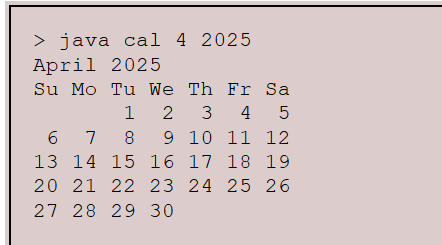 > java cal 4 2025
April 2025
Su Mo Tu We Th Fr Sa
       1  2  3  4  5
 6  7  8  9 10 11 12
13 14 15 16 17 18 19
20 21 22 23 24 25 26
27 28 29 30